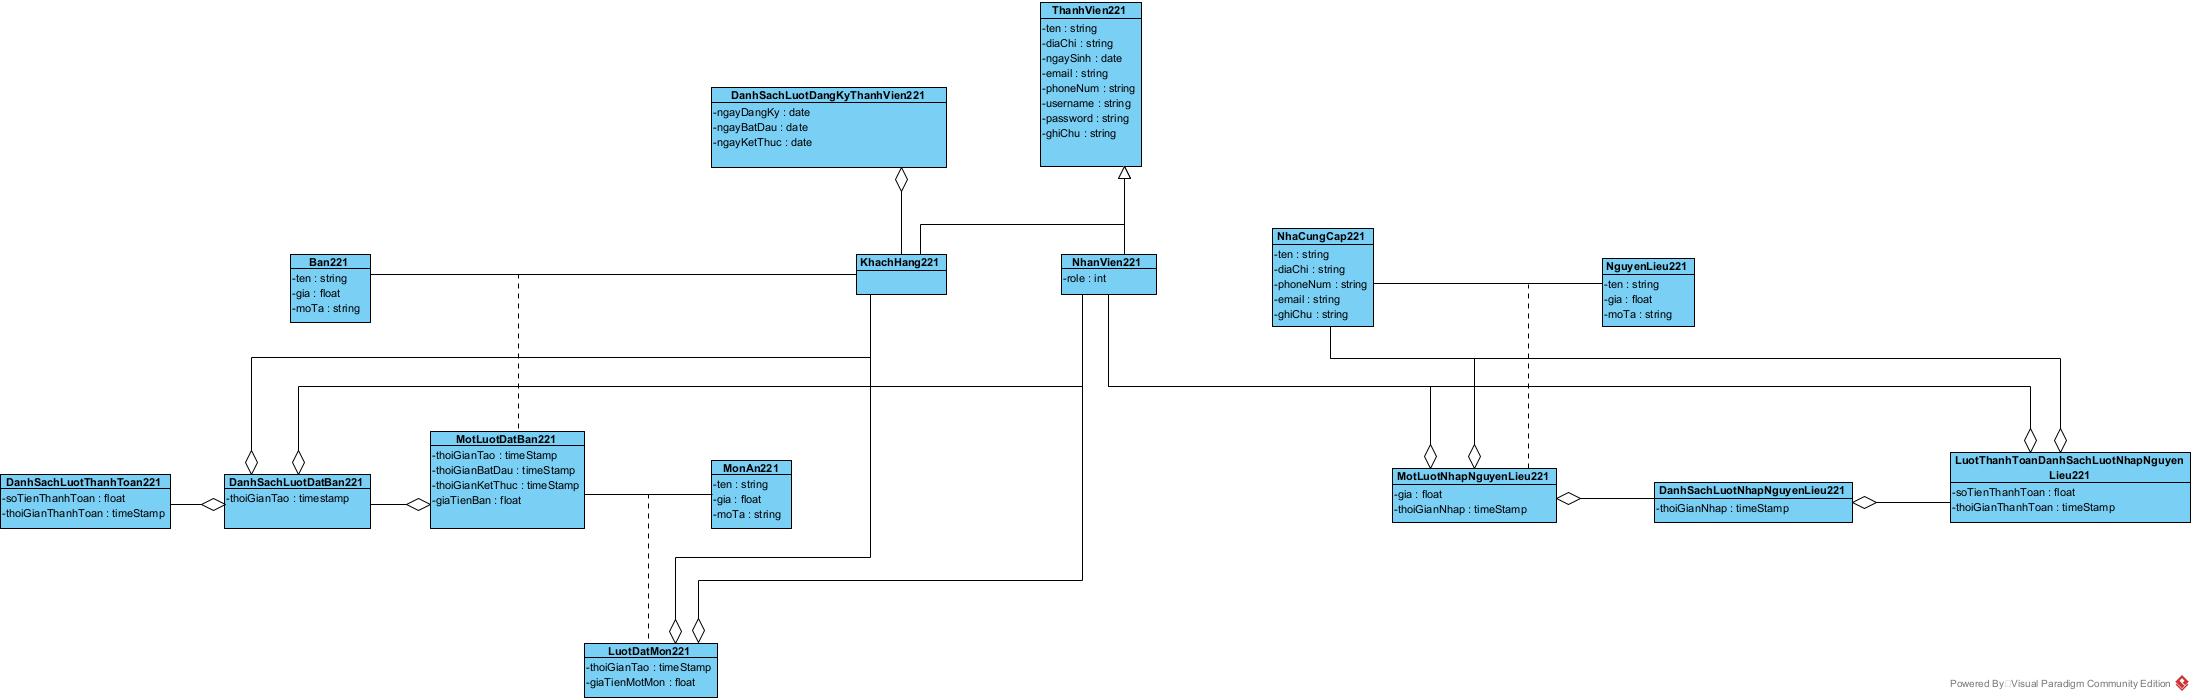 ThanhVien221
-ten : string
-diaChi : string
-ngaySinh : date
-email : string
-phoneNum : string
-username : string
-password : string
-ghiChu : string
DanhSachLuotDangKyThanhVien221
-ngayDangKy : date
-ngayBatDau : date
-ngayKetThuc : date
Ban221
-ten : string
-gia : float
-moTa : string
KhachHang221
NhanVien221
-role : int
NhaCungCap221
-ten : string
-diaChi : string
-phoneNum : string
-email : string
-ghiChu : string
NguyenLieu221
-ten : string
-gia : float
-moTa : string
DanhSachLuotThanhToan221
-soTienThanhToan : float
-thoiGianThanhToan : timeStamp
DanhSachLuotDatBan221
-thoiGianTao : timestamp
MotLuotDatBan221
-thoiGianTao : timeStamp
-thoiGianBatDau : timeStamp
-thoiGianKetThuc : timeStamp
-giaTienBan : float
MonAn221
-ten : string
-gia : float
-moTa : string
MotLuotNhapNguyenLieu221
-gia : float
-thoiGianNhap : timeStamp
DanhSachLuotNhapNguyenLieu221
-thoiGianNhap : timeStamp
LuotThanhToanDanhSachLuotNhapNguyen
Lieu221
-soTienThanhToan : float
-thoiGianThanhToan : timeStamp
LuotDatMon221
-thoiGianTao : timeStamp
-giaTienMotMon : float
Powered By Visual Paradigm Community Edition